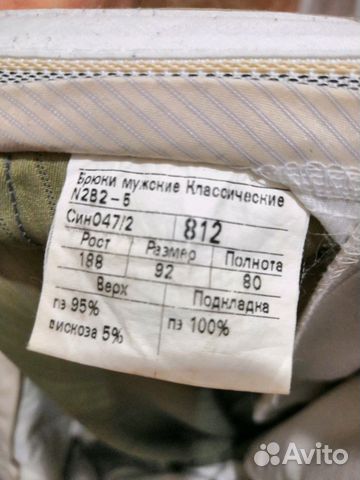 Брюки мужские Классические
N2B2-5
Син047/2 812
Рост Размер Полнота
188 92 80
Верх Подкладка
пэ 95% пэ 100%
вискоза 5%
Avito